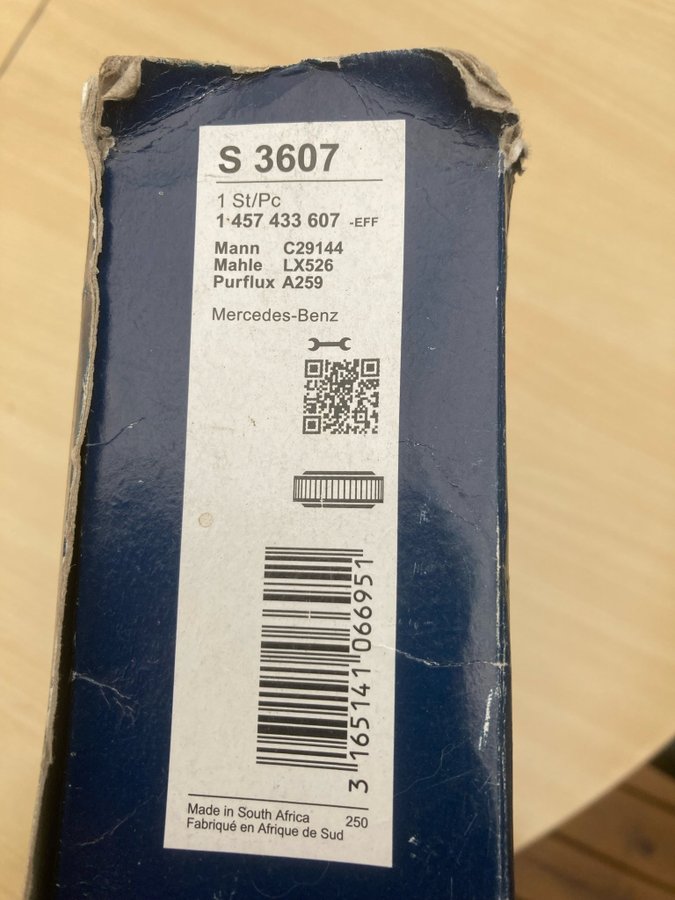 S 3607
1 St/Pc
1 457 433 607 -EFF
Mann C29144
Mahle LX526
Purflux A259
Mercedes-Benz
3 165141 066951
Made in South Africa 250
Fabriqué en Afrique de Sud